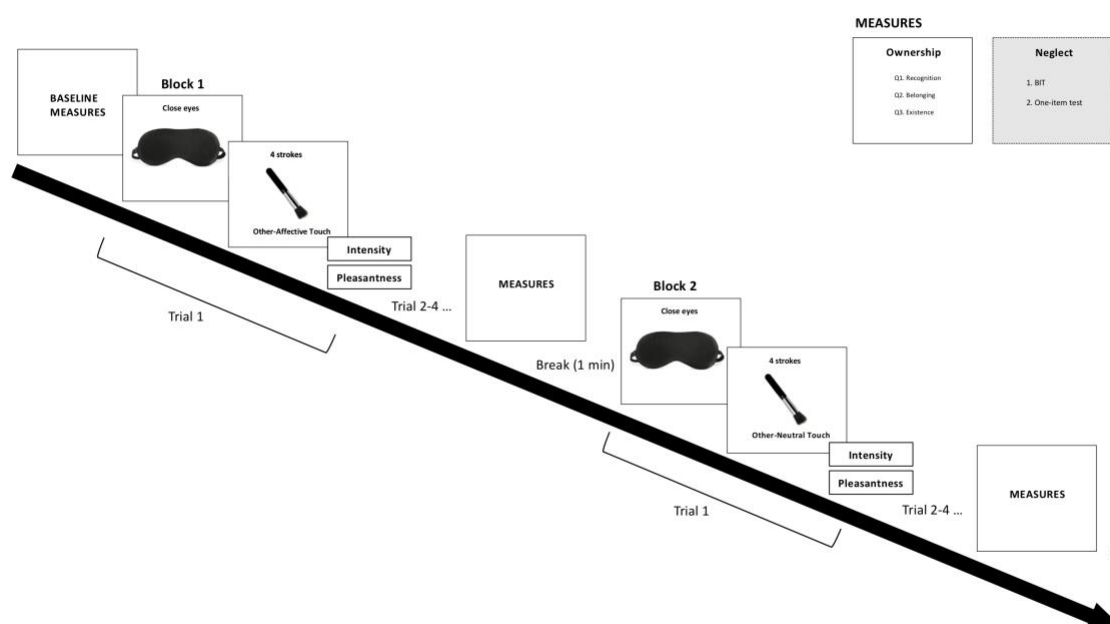 MEASURES
Ownership
Q1. Recognition
Q2. Belonging
Q3. Existence
Neglect
1. BIT
2. One-item test
BASELINE
MEASURES
Block 1
Close eyes
4 strokes
Other-Affective Touch
Intensity
Pleasantness
Trial 1
Trial 2-4 ...
MEASURES
Break (1 min)
Block 2
Close eyes
4 strokes
Other-Neutral Touch
Intensity
Pleasantness
Trial 1
Trial 2-4 ...
MEASURES